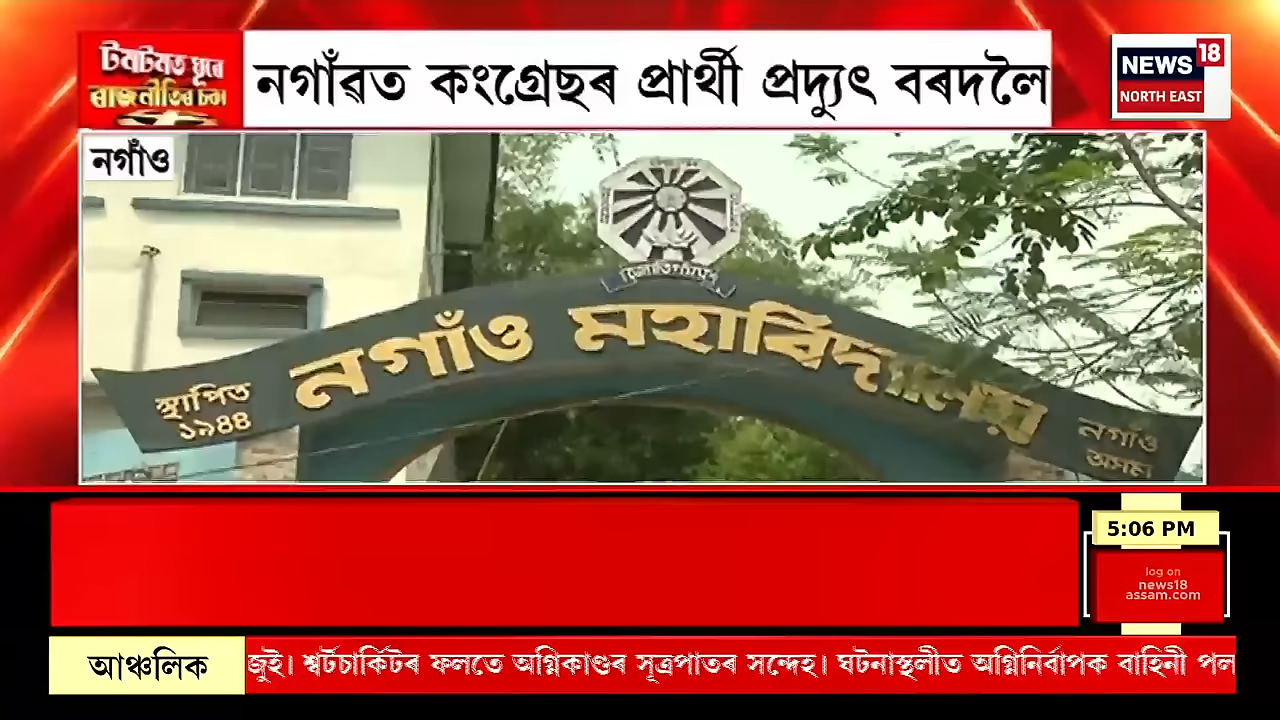 টমটমত ঘূৰে
ৰাজনীতিৰ চকা
নগাঁৱত কংগ্ৰেছৰ প্ৰাৰ্থী প্ৰদ্যুৎ বৰদলৈ
NEWS 18
NORTH EAST
নগাঁও
নগাঁও মহাবিদ্যালয়
স্থাপিত
১৯৪৪
নগাঁও
অসম
5:06 PM
log on
news18
assam.com
আঞ্চলিক
জুই। শ্বৰ্টচাৰ্কিটৰ ফলতে অগ্নিকাণ্ডৰ সূত্ৰপাতৰ সন্দেহ। ঘটনাস্থলীত অগ্নিনিৰ্বাপক বাহিনী পল